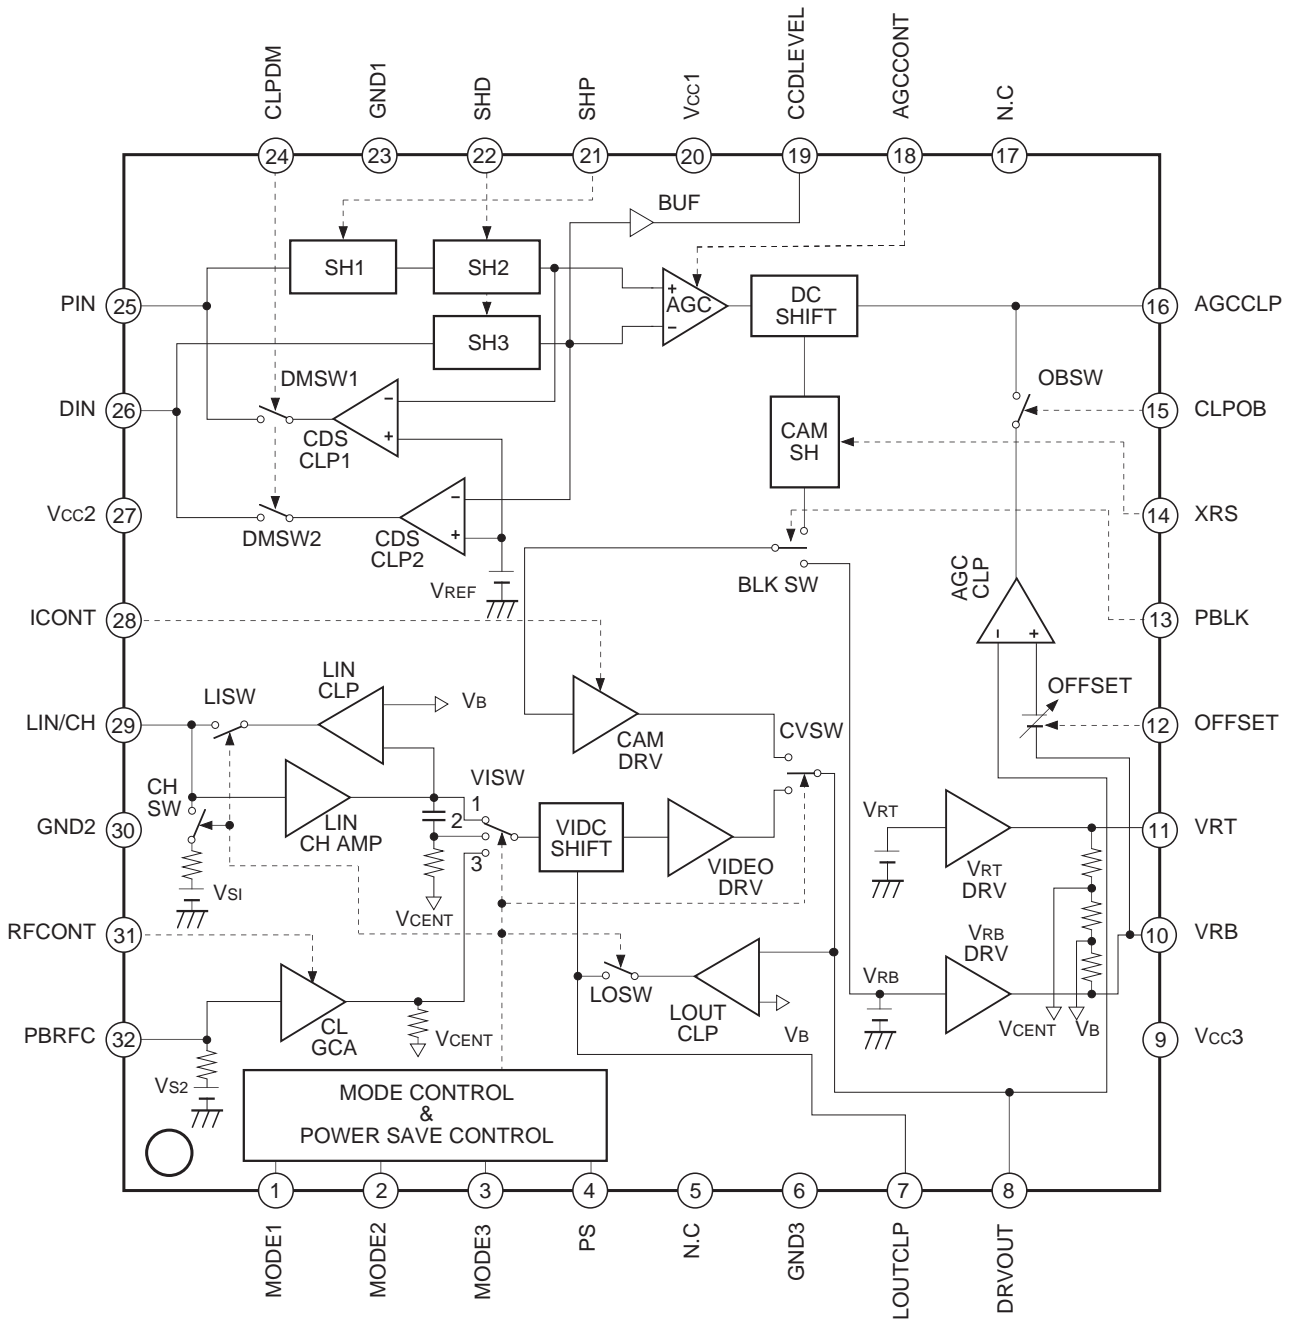 CLPDM
GND1
SHD
SHP
Vcc1
CCDLEVEL
AGCCONT
N.C
24
23
22
21
20
19
18
17
BUF
SH1
SH2
SH3
+
AGC
−
DC
SHIFT
PIN
25
16
AGCCLP
DMSW1
−
+
CDS
CLP1
OBSW
DIN
26
15
CLPOB
CAM
SH
DMSW2
−
+
CDS
CLP2
VREF
Vcc2
27
14
XRS
BLK SW
AGC
CLP
−
+
ICONT
28
13
PBLK
LIN
CLP
LISW
VB
OFFSET
LIN/CH
29
12
OFFSET
CAM
DRV
CVSW
CH
SW
LIN
CH AMP
VISW
1
2
3
VIDC
SHIFT
VIDEO
DRV
VRT
VRT
DRV
GND2
30
11
VRT
VSI
VCENT
RFCONT
31
10
VRB
VRB
DRV
VRB
LOSW
LOUT
CLP
VB
VCENT
VB
CL
GCA
VCENT
PBRFC
32
9
Vcc3
VS2
MODE CONTROL
&
POWER SAVE CONTROL
1
2
3
4
5
6
7
8
MODE1
MODE2
MODE3
PS
N.C
GND3
LOUTCLP
DRVOUT